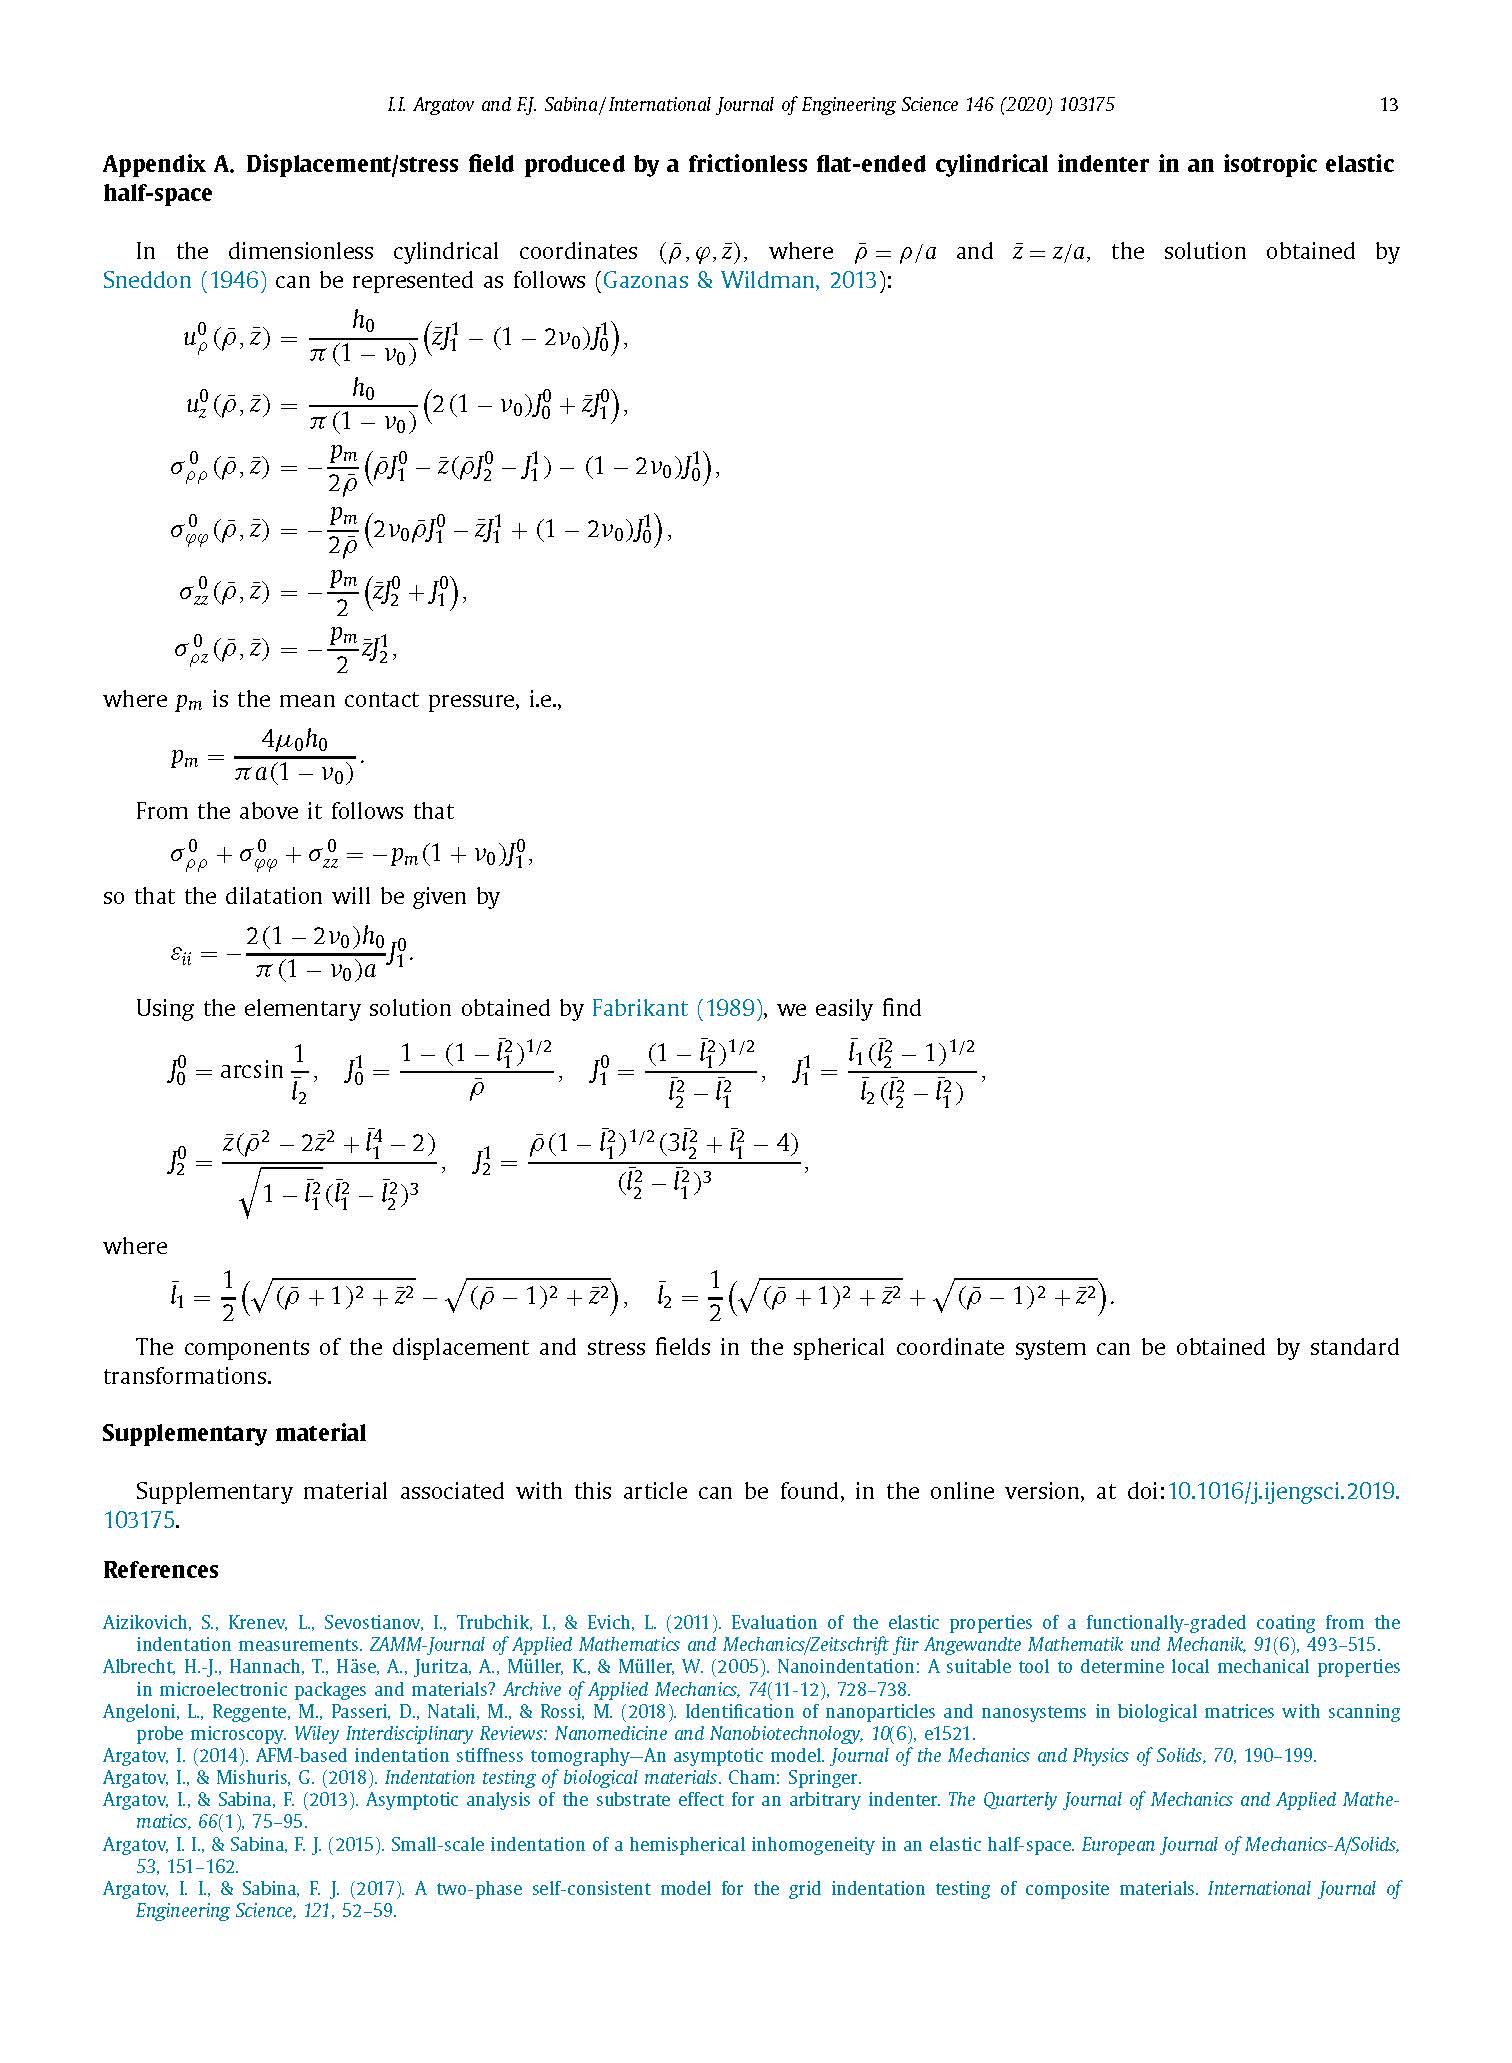 I.I. Argatov and F.J. Sabina / International Journal of Engineering Science 146 (2020) 103175 13
Appendix A. Displacement/stress field produced by a frictionless flat-ended cylindrical indenter in an isotropic elastic
half-space
In the dimensionless cylindrical coordinates (ρ̄, φ, z̄), where ρ̄ = ρ/a and z̄ = z/a, the solution obtained by
Sneddon (1946) can be represented as follows (Gazonas & Wildman, 2013):
$u_\rho^0(\bar\rho, \bar z) = \frac{h_0}{\pi(1-\nu_0)}\left(\bar z J_1^1 - (1-2\nu_0)J_0^1\right),$
$u_z^0(\bar\rho, \bar z) = \frac{h_0}{\pi(1-\nu_0)}\left(2(1-\nu_0)J_0^0 + \bar z J_1^0\right),$
$\sigma_{\rho\rho}^0(\bar\rho, \bar z) = -\frac{p_m}{2\bar\rho}\left(\bar\rho J_1^0 - \bar z(\bar\rho J_2^0 - J_1^1) - (1-2\nu_0)J_0^1\right),$
$\sigma_{\varphi\varphi}^0(\bar\rho, \bar z) = -\frac{p_m}{2\bar\rho}\left(2\nu_0\bar\rho J_1^0 - \bar z J_1^1 + (1-2\nu_0)J_0^1\right),$
$\sigma_{zz}^0(\bar\rho, \bar z) = -\frac{p_m}{2}\left(\bar z J_2^0 + J_1^0\right),$
$\sigma_{\rho z}^0(\bar\rho, \bar z) = -\frac{p_m}{2}\bar z J_2^1,$
where $p_m$ is the mean contact pressure, i.e.,
$p_m = \frac{4\mu_0 h_0}{\pi a(1-\nu_0)}.$
From the above it follows that
$\sigma_{\rho\rho}^0 + \sigma_{\varphi\varphi}^0 + \sigma_{zz}^0 = -p_m(1+\nu_0)J_1^0,$
so that the dilatation will be given by
$\varepsilon_{ii} = -\frac{2(1-2\nu_0)h_0}{\pi(1-\nu_0)a}J_1^0.$
Using the elementary solution obtained by Fabrikant (1989), we easily find
$J_0^0 = \arcsin\frac{1}{\bar l_2}, \quad J_0^1 = \frac{1-(1-\bar l_1^2)^{1/2}}{\bar\rho}, \quad J_1^0 = \frac{(1-\bar l_1^2)^{1/2}}{\bar l_2^2-\bar l_1^2}, \quad J_1^1 = \frac{\bar l_1(\bar l_2^2-1)^{1/2}}{\bar l_2(\bar l_2^2-\bar l_1^2)},$
$J_2^0 = \frac{\bar z(\bar\rho^2-2\bar z^2+\bar l_1^4-2)}{\sqrt{1-\bar l_1^2}(\bar l_1^2-\bar l_2^2)^3}, \quad J_2^1 = \frac{\bar\rho(1-\bar l_1^2)^{1/2}(3\bar l_2^2+\bar l_1^2-4)}{(\bar l_2^2-\bar l_1^2)^3},$
where
$\bar l_1 = \frac{1}{2}\left(\sqrt{(\bar\rho+1)^2+\bar z^2} - \sqrt{(\bar\rho-1)^2+\bar z^2}\right), \quad \bar l_2 = \frac{1}{2}\left(\sqrt{(\bar\rho+1)^2+\bar z^2} + \sqrt{(\bar\rho-1)^2+\bar z^2}\right).$
The components of the displacement and stress fields in the spherical coordinate system can be obtained by standard
transformations.
Supplementary material
Supplementary material associated with this article can be found, in the online version, at doi:10.1016/j.ijengsci.2019.
103175.
References
Aizikovich, S., Krenev, L., Sevostianov, I., Trubchik, I., & Evich, L. (2011). Evaluation of the elastic properties of a functionally-graded coating from the
indentation measurements. ZAMM-Journal of Applied Mathematics and Mechanics/Zeitschrift für Angewandte Mathematik und Mechanik, 91(6), 493–515.
Albrecht, H.-J., Hannach, T., Häse, A., Juritza, A., Müller, K., & Müller, W. (2005). Nanoindentation: A suitable tool to determine local mechanical properties
in microelectronic packages and materials? Archive of Applied Mechanics, 74(11-12), 728–738.
Angeloni, L., Reggente, M., Passeri, D., Natali, M., & Rossi, M. (2018). Identification of nanoparticles and nanosystems in biological matrices with scanning
probe microscopy. Wiley Interdisciplinary Reviews: Nanomedicine and Nanobiotechnology, 10(6), e1521.
Argatov, I. (2014). AFM-based indentation stiffness tomography—An asymptotic model. Journal of the Mechanics and Physics of Solids, 70, 190–199.
Argatov, I., & Mishuris, G. (2018). Indentation testing of biological materials. Cham: Springer.
Argatov, I., & Sabina, F. (2013). Asymptotic analysis of the substrate effect for an arbitrary indenter. The Quarterly Journal of Mechanics and Applied Mathe-
matics, 66(1), 75–95.
Argatov, I. I., & Sabina, F. J. (2015). Small-scale indentation of a hemispherical inhomogeneity in an elastic half-space. European Journal of Mechanics-A/Solids,
53, 151–162.
Argatov, I. I., & Sabina, F. J. (2017). A two-phase self-consistent model for the grid indentation testing of composite materials. International Journal of
Engineering Science, 121, 52–59.